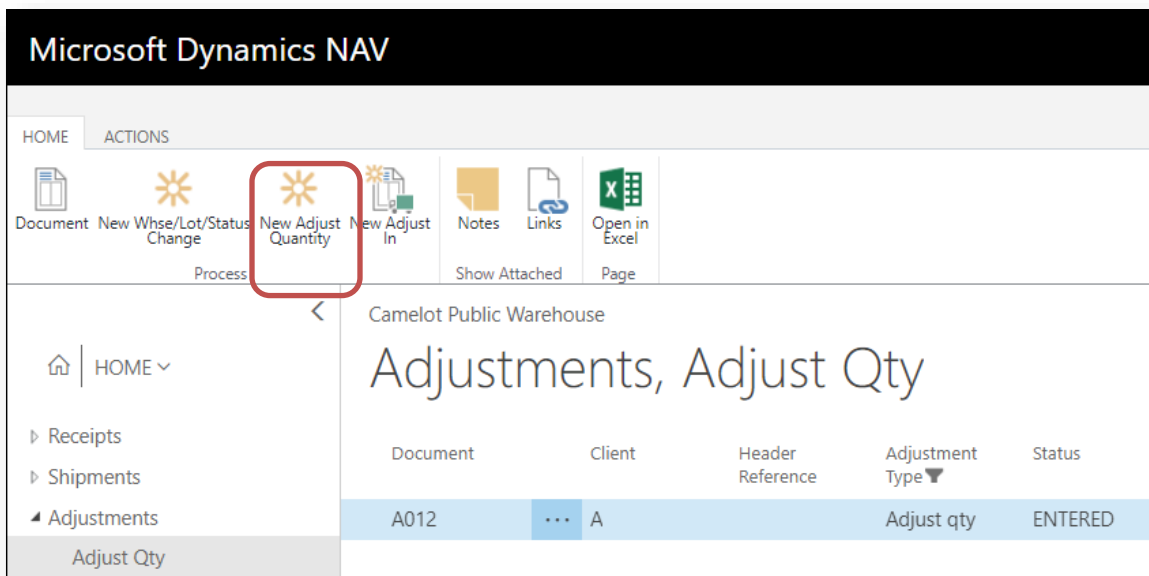 Microsoft Dynamics NAV
HOME ACTIONS
Document New Whse/Lot/Status New Adjust New Adjust Notes Links Open in
Change Quantity In Excel
Process Show Attached Page
Camelot Public Warehouse
HOME
Adjustments, Adjust Qty
Receipts
Shipments
Adjustments
Adjust Qty
Document Client Header Adjustment Status
Reference Type
A012 ... A Adjust qty ENTERED